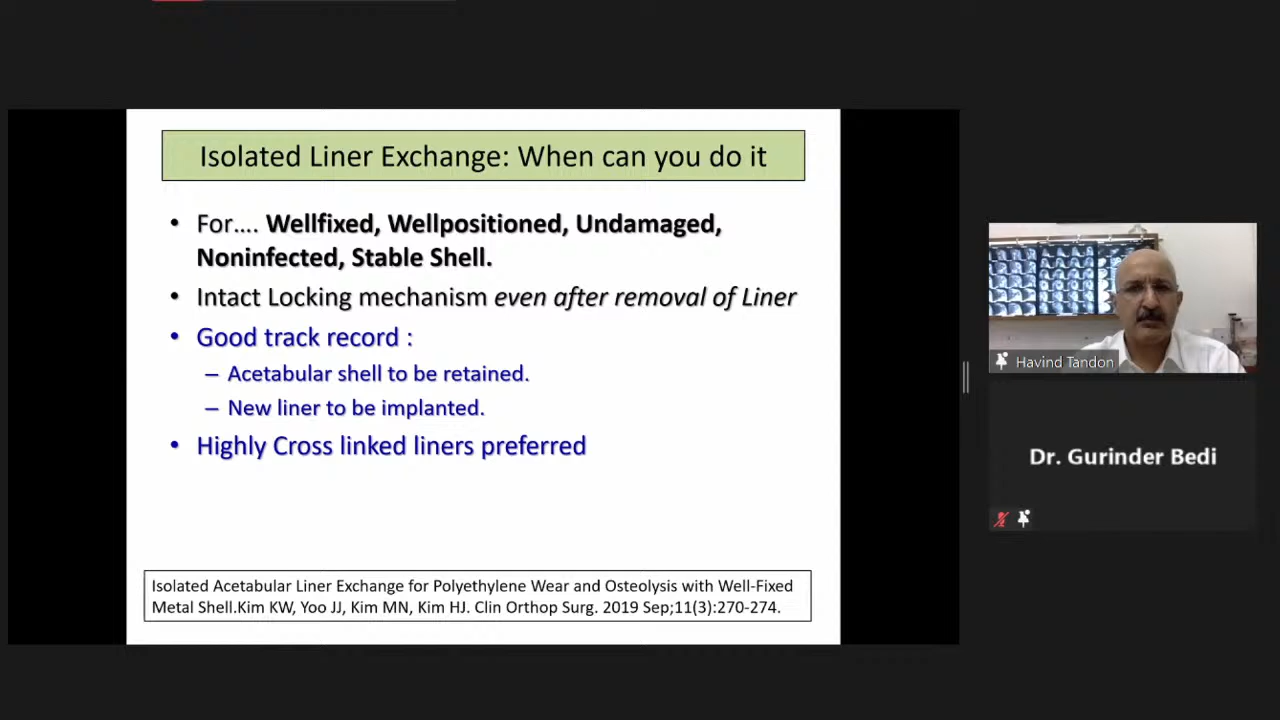 Isolated Liner Exchange: When can you do it
• For.... Wellfixed, Wellpositioned, Undamaged,
Noninfected, Stable Shell.
• Intact Locking mechanism even after removal of Liner
• Good track record :
– Acetabular shell to be retained.
– New liner to be implanted.
• Highly Cross linked liners preferred
Isolated Acetabular Liner Exchange for Polyethylene Wear and Osteolysis with Well-Fixed
Metal Shell.Kim KW, Yoo JJ, Kim MN, Kim HJ. Clin Orthop Surg. 2019 Sep;11(3):270-274.
Havind Tandon
Dr. Gurinder Bedi